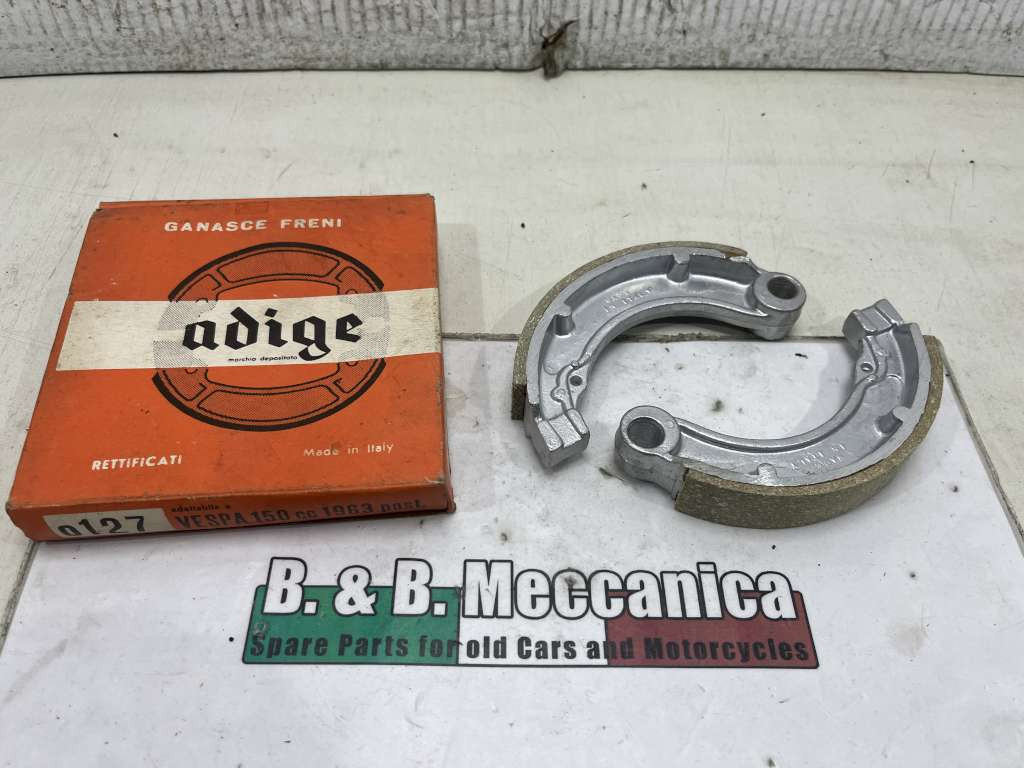 GANASCE FRENI
adige
marchio depositato
RETTIFICATI
Made in Italy
0127
adattabile a
VESPA 150 cc 1963 post.
B. & B. Meccanica
Spare Parts for old Cars and Motorcycles